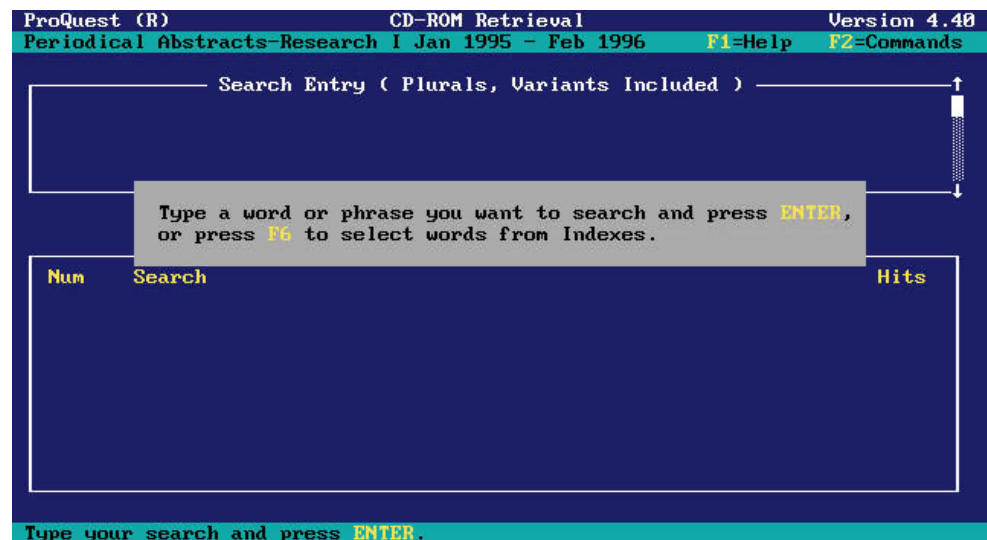 ProQuest (R) CD-ROM Retrieval Version 4.40
Periodical Abstracts-Research I Jan 1995 - Feb 1996 F1=Help F2=Commands
Search Entry ( Plurals, Variants Included )
Type a word or phrase you want to search and press ENTER,
or press F6 to select words from Indexes.
Num Search Hits
Type your search and press ENTER.